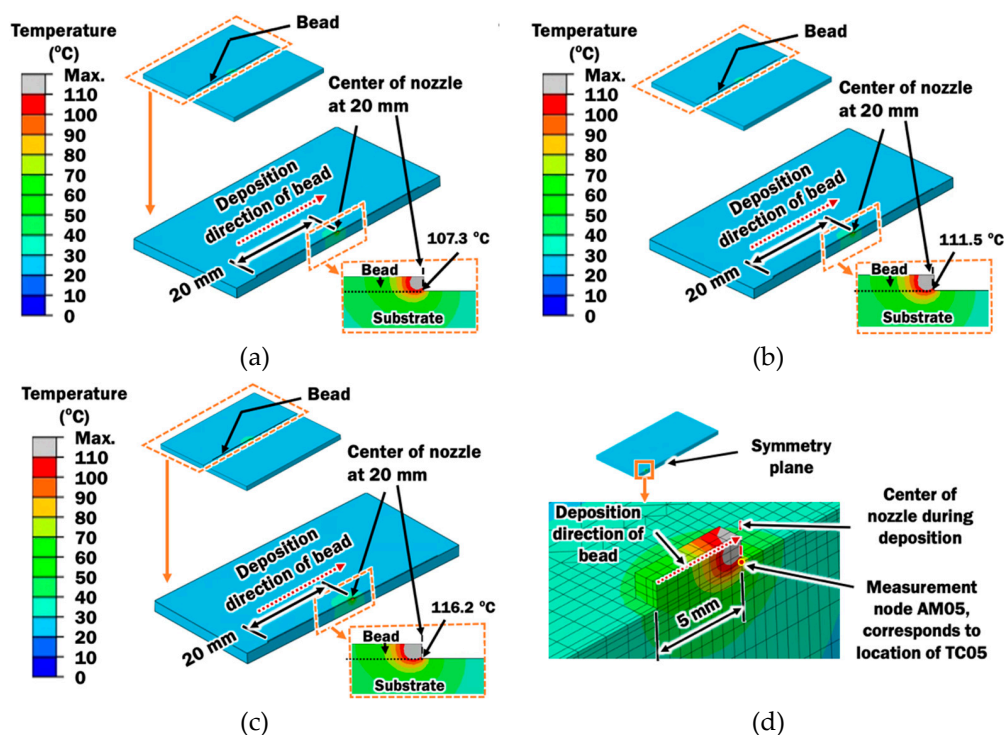 Temperature
(°C)
Max.
110
100
90
80
70
60
50
40
30
20
10
0
Bead
Center of nozzle
at 20 mm
Deposition
direction of bead
20 mm
107.3 °C
Bead
Substrate
(a)
Temperature
(°C)
Max.
110
100
90
80
70
60
50
40
30
20
10
0
Bead
Center of nozzle
at 20 mm
Deposition
direction of bead
20 mm
111.5 °C
Bead
Substrate
(b)
Temperature
(°C)
Max.
110
100
90
80
70
60
50
40
30
20
10
0
Bead
Center of nozzle
at 20 mm
Deposition
direction of bead
20 mm
116.2 °C
Bead
Substrate
(c)
Symmetry
plane
Deposition
direction of
bead
5 mm
Center of
nozzle during
deposition
Measurement
node AM05,
corresponds to
location of TC05
(d)